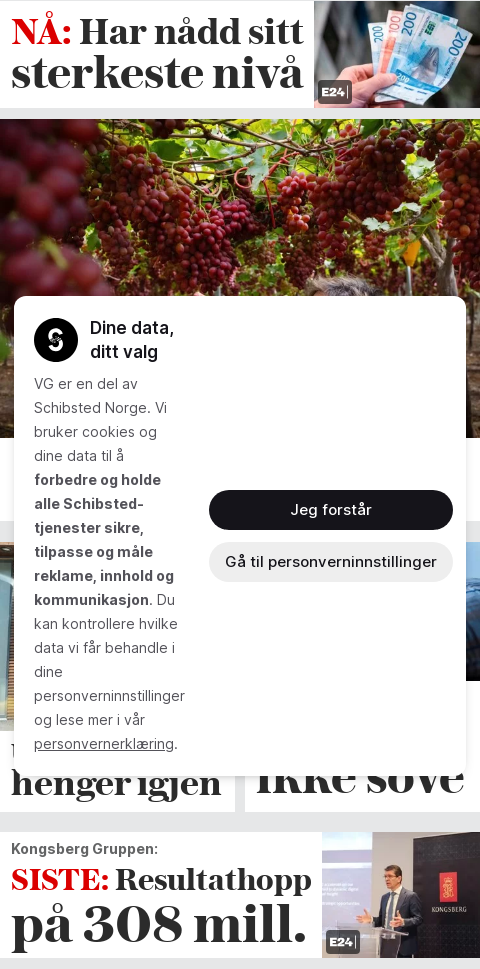 NÅ: Har nådd sitt
sterkeste nivå
E24
Dine data,
ditt valg
VG er en del av
Schibsted Norge. Vi
bruker cookies og
dine data til å
forbedre og holde
alle Schibsted-
tjenester sikre,
tilpasse og måle
reklame, innhold og
kommunikasjon. Du
kan kontrollere hvilke
data vi får behandle i
dine
personverninnstillinger
og lese mer i vår
personvernerklæring.
Jeg forstår
Gå til personverninnstillinger
henger igjen
ikke sove
Kongsberg Gruppen:
SISTE: Resultathopp
på 308 mill.
E24
KONGSBERG